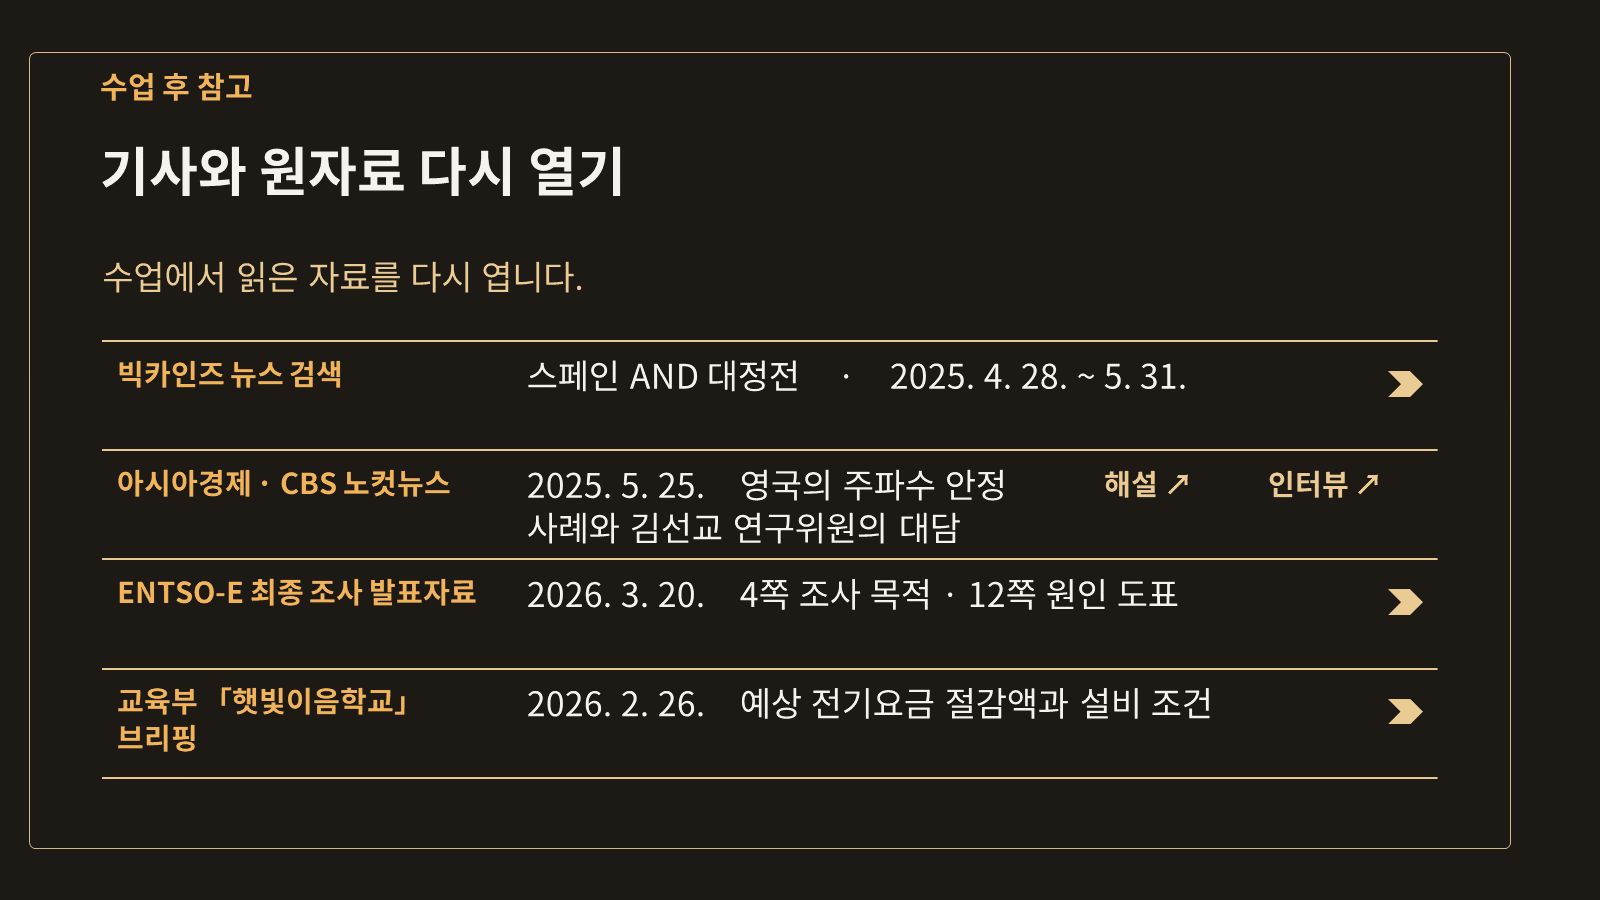 수업 후 참고
기사와 원자료 다시 열기
수업에서 읽은 자료를 다시 엽니다.
빅카인즈 뉴스 검색 스페인 AND 대정전 · 2025. 4. 28. ~ 5. 31.
아시아경제 · CBS 노컷뉴스 2025. 5. 25. 영국의 주파수 안정 해설 ↗ 인터뷰 ↗
사례와 김선교 연구위원의 대담
ENTSO-E 최종 조사 발표자료 2026. 3. 20. 4쪽 조사 목적 · 12쪽 원인 도표
교육부 「햇빛이음학교」 2026. 2. 26. 예상 전기요금 절감액과 설비 조건
브리핑